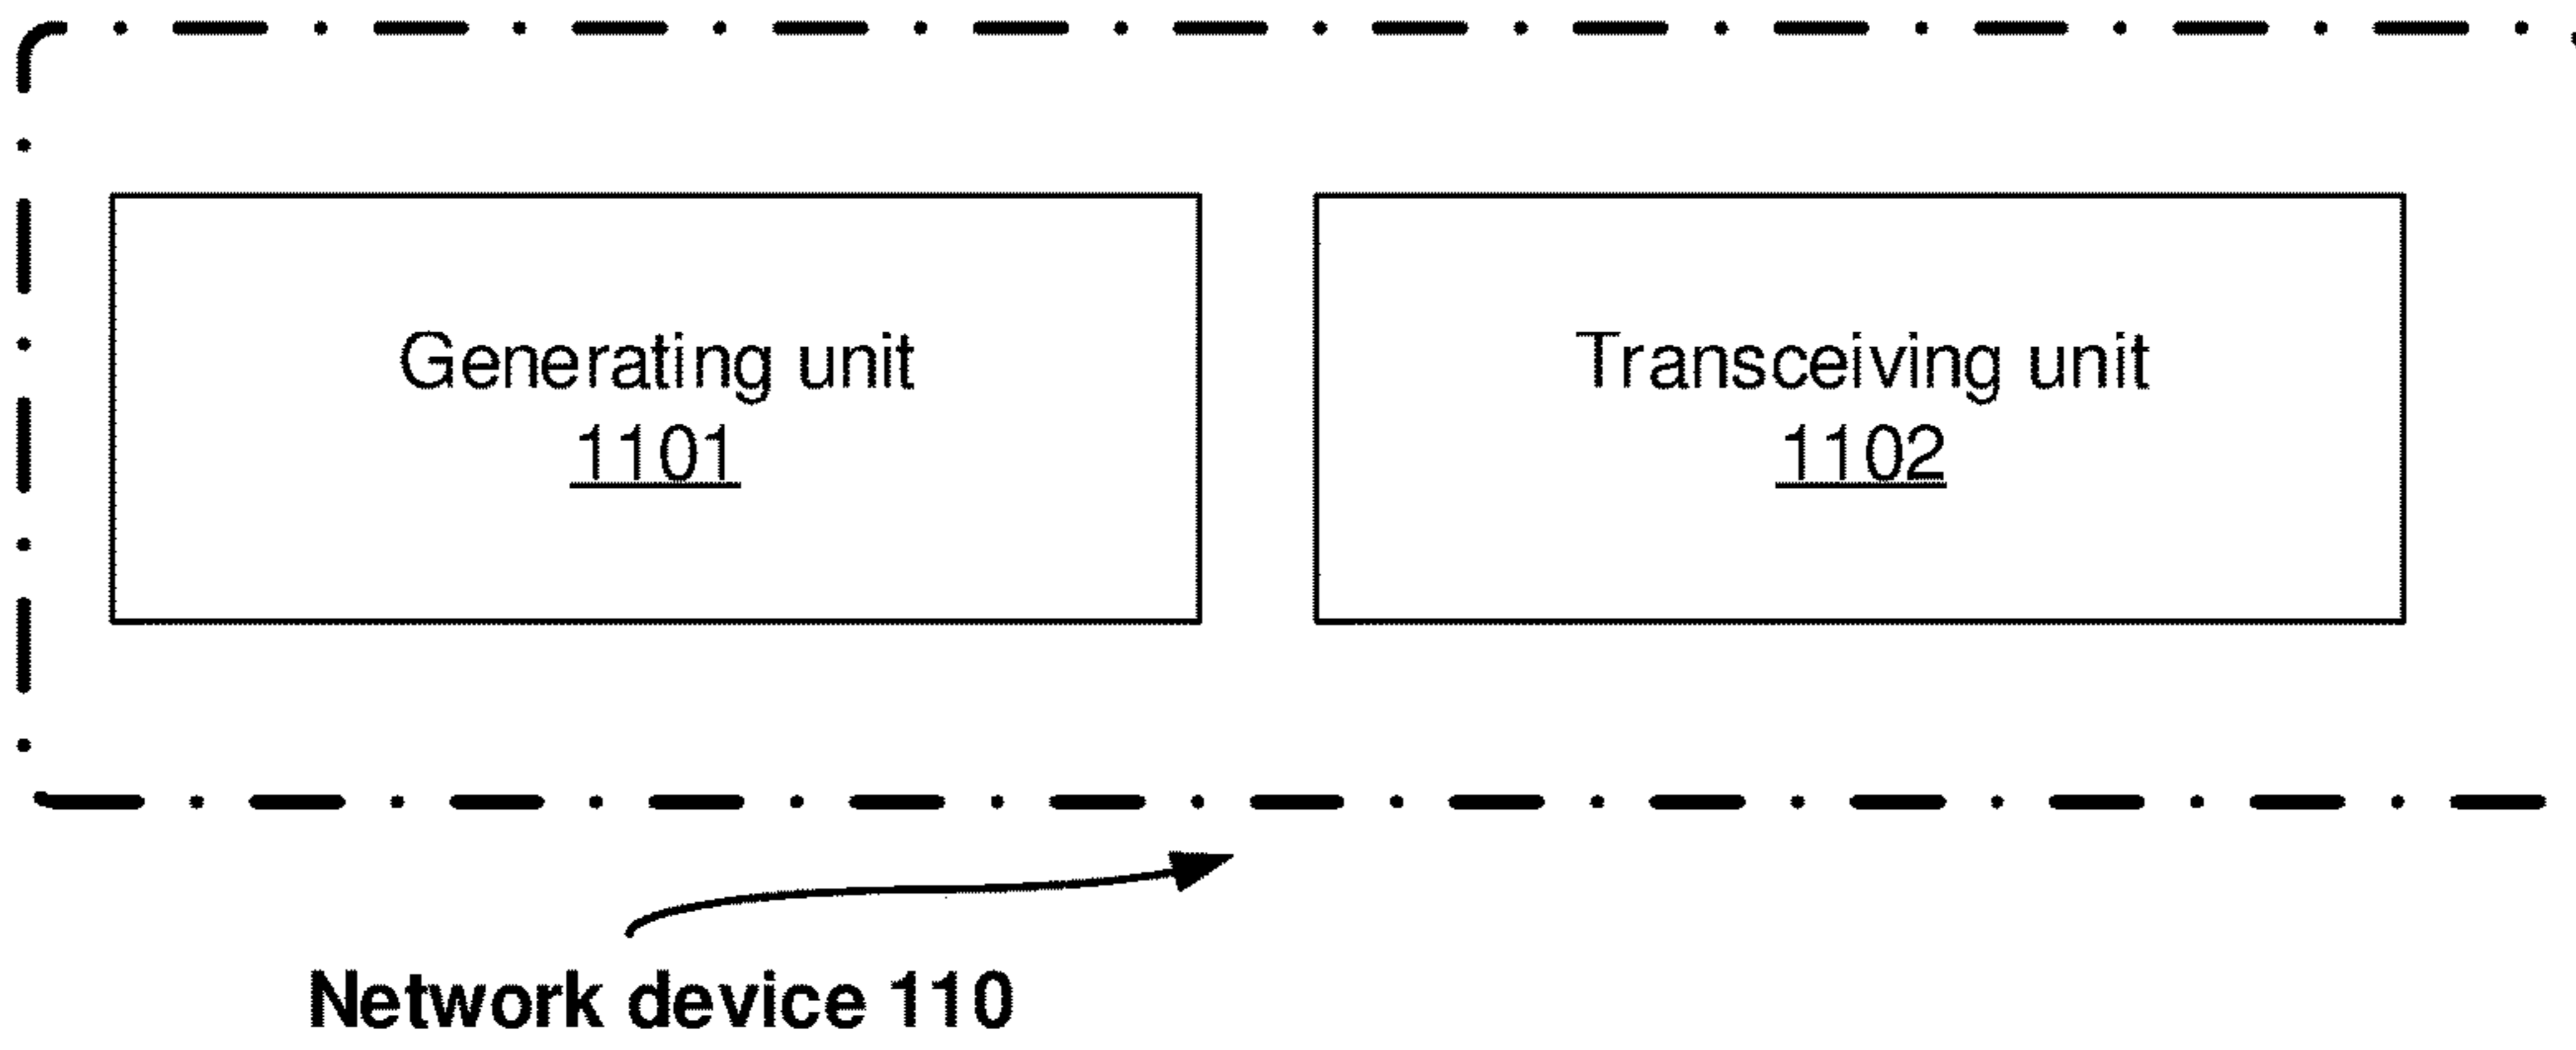 Generating unit
1101
Transceiving unit
1102
Network device 110